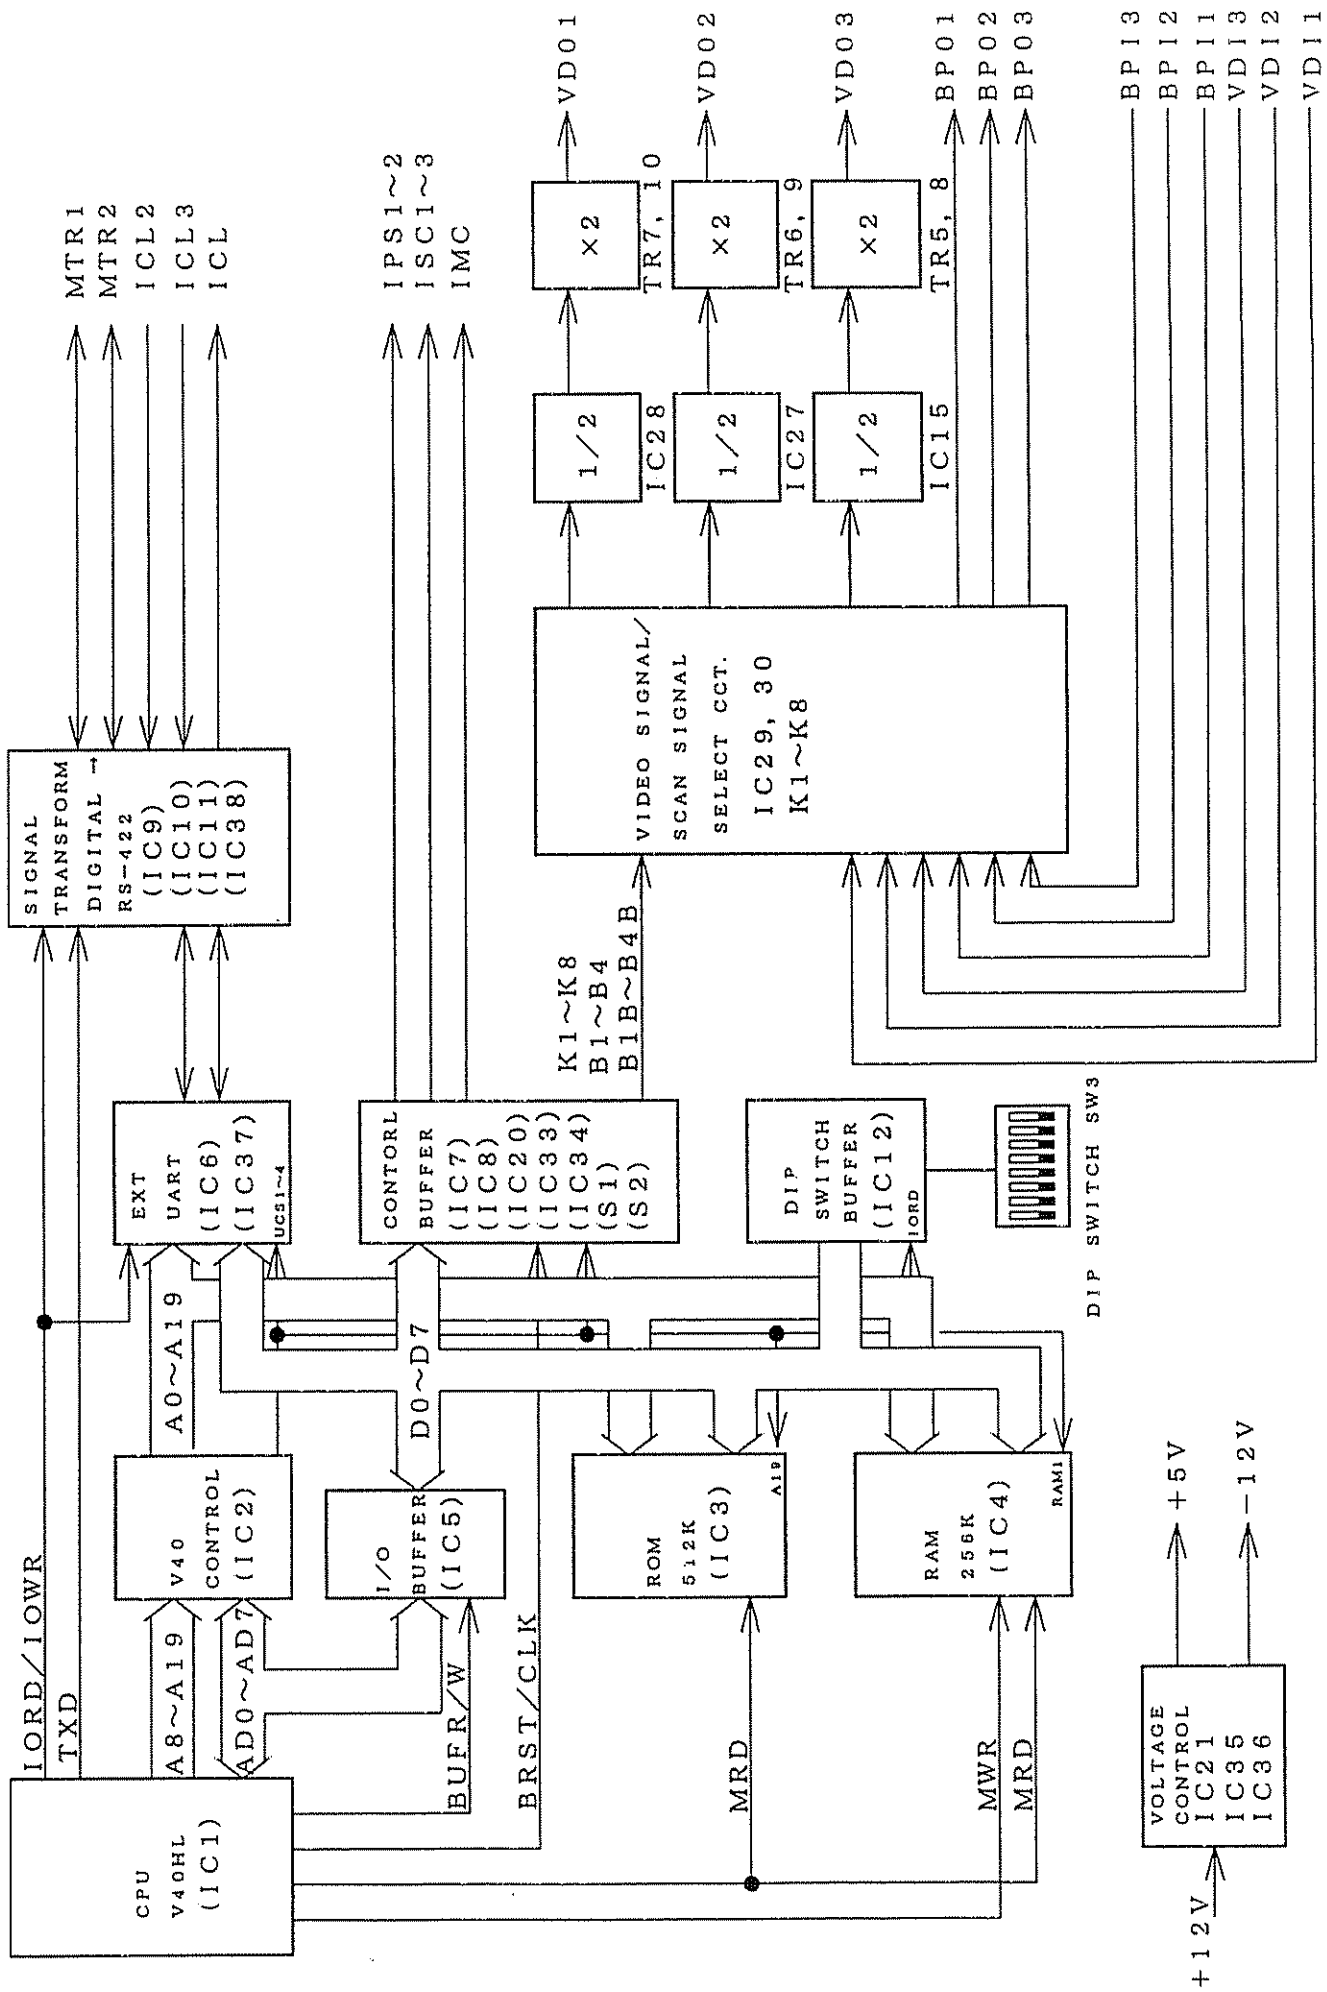 CPU
V40HL
(IC1)
IORD/IOWR
TXD
A8~A19
AD0~AD7
BUFR/W
BRST/CLK
MRD
MWR
MRD
V40
CONTROL
(IC2)
I/O
BUFFER
(IC5)
ROM
512K
(IC3)
A19
RAM
256K
(IC4)
RAM1
A0~A19
D0~D7
EXT
UART
(IC6)
(IC37)
UCS1~4
CONTORL
BUFFER
(IC7)
(IC8)
(IC20)
(IC33)
(IC34)
(S1)
(S2)
DIP
SWITCH
BUFFER
(IC12)
IORD
DIP SWITCH SW3
SIGNAL
TRANSFORM
DIGITAL →
RS-422
(IC9)
(IC10)
(IC11)
(IC38)
MTR1
MTR2
ICL2
ICL3
ICL
IPS1~2
ISC1~3
IMC
K1~K8
B1~B4
B1B~B4B
VIDEO SIGNAL/
SCAN SIGNAL
SELECT CCT.
IC29, 30
K1~K8
1/2
IC28
1/2
IC27
1/2
IC15
×2
TR7, 10
×2
TR6, 9
×2
TR5, 8
VD01
VD02
VD03
BP01
BP02
BP03
BPI3
BPI2
BPI1
VDI3
VDI2
VDI1
+12V
VOLTAGE
CONTROL
IC21
IC35
IC36
+5V
-12V